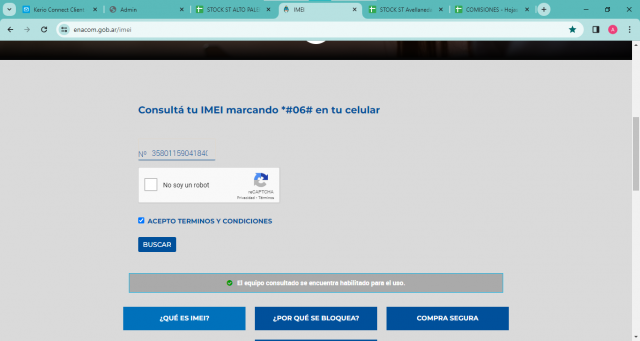 Kerio Connect Client
Admin
STOCK ST ALTO PALE
IMEI
STOCK ST Avellaneda
COMISIONES - Hoja
enacom.gob.ar/imei
A
Consultá tu IMEI marcando *#06# en tu celular
Nº 3580115904184
No soy un robot
reCAPTCHA
Privacidad - Términos
ACEPTO TERMINOS Y CONDICIONES
BUSCAR
El equipo consultado se encuentra habilitado para el uso.
¿QUÉ ES IMEI?
¿POR QUÉ SE BLOQUEA?
COMPRA SEGURA